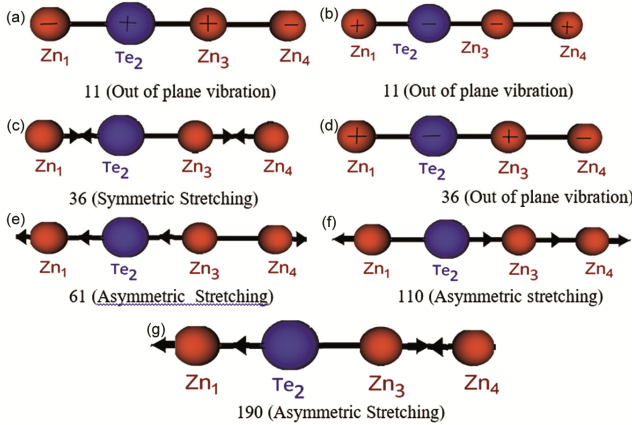 (a) − + + −
Zn₁ Te₂ Zn₃ Zn₄
11 (Out of plane vibration)
(b) + − − +
Zn₁ Te₂ Zn₃ Zn₄
11 (Out of plane vibration)
(c)
Zn₁ Te₂ Zn₃ Zn₄
36 (Symmetric Stretching)
(d) + − + −
Zn₁ Te₂ Zn₃ Zn₄
36 (Out of plane vibration)
(e)
Zn₁ Te₂ Zn₃ Zn₄
61 (Asymmetric Stretching)
(f)
Zn₁ Te₂ Zn₃ Zn₄
110 (Asymmetric stretching)
(g)
Zn₁ Te₂ Zn₃ Zn₄
190 (Asymmetric Stretching)